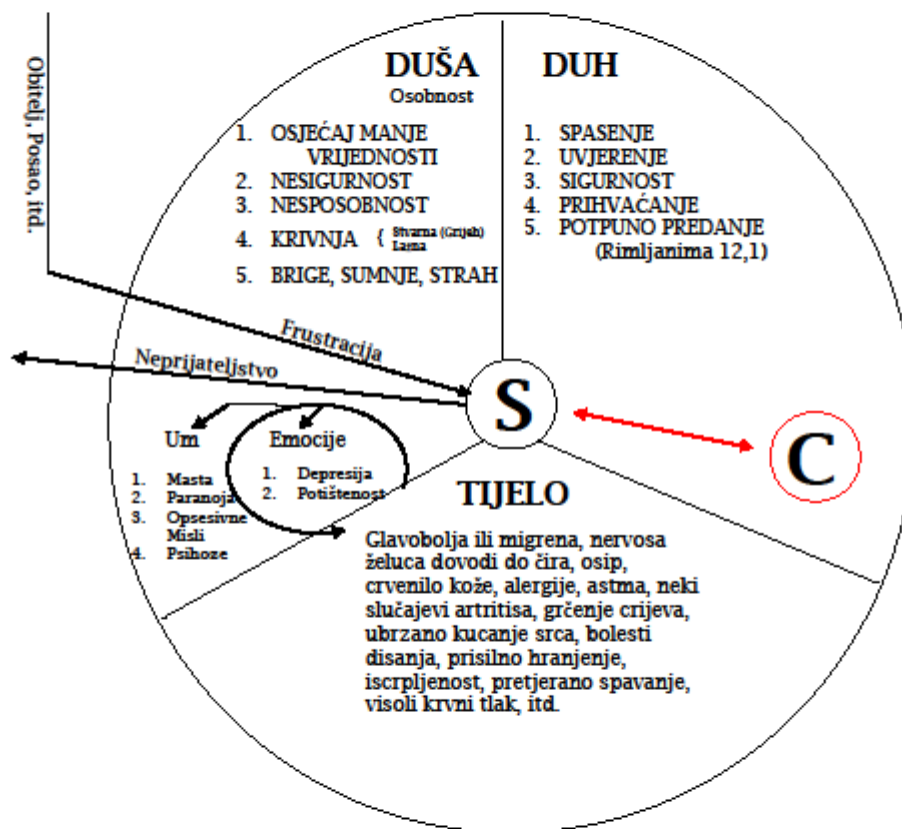 Obitelj, Posao, itd.
DUŠA
Osobnost
1. OSJEĆAJ MANJE
VRIJEDNOSTI
2. NESIGURNOST
3. NESPOSOBNOST
4. KRIVNJA { Stvarna (Grijeh)
Lazna
5. BRIGE, SUMNJE, STRAH
DUH
1. SPASENJE
2. UVJERENJE
3. SIGURNOST
4. PRIHVAĆANJE
5. POTPUNO PREDANJE
(Rimljanima 12,1)
Frustracija
Neprijateljstvo
S
C
Um
1. Masta
2. Paranoja
3. Opsesivne
Misli
4. Psihoze
Emocije
1. Depresija
2. Potištenost
TIJELO
Glavobolja ili migrena, nervosa
želuca dovodi do čira, osip,
crvenilo kože, alergije, astma, neki
slučajevi artritisa, grčenje crijeva,
ubrzano kucanje srca, bolesti
disanja, prisilno hranjenje,
iscrpljenost, pretjerano spavanje,
visoli krvni tlak, itd.